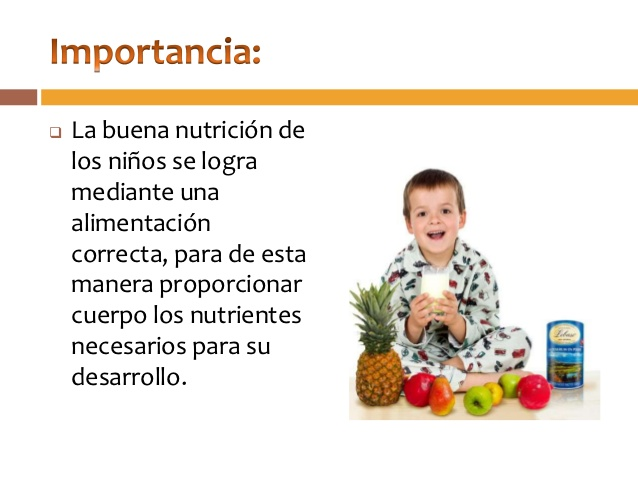 Importancia:
La buena nutrición de
los niños se logra
mediante una
alimentación
correcta, para de esta
manera proporcionar
cuerpo los nutrientes
necesarios para su
desarrollo.